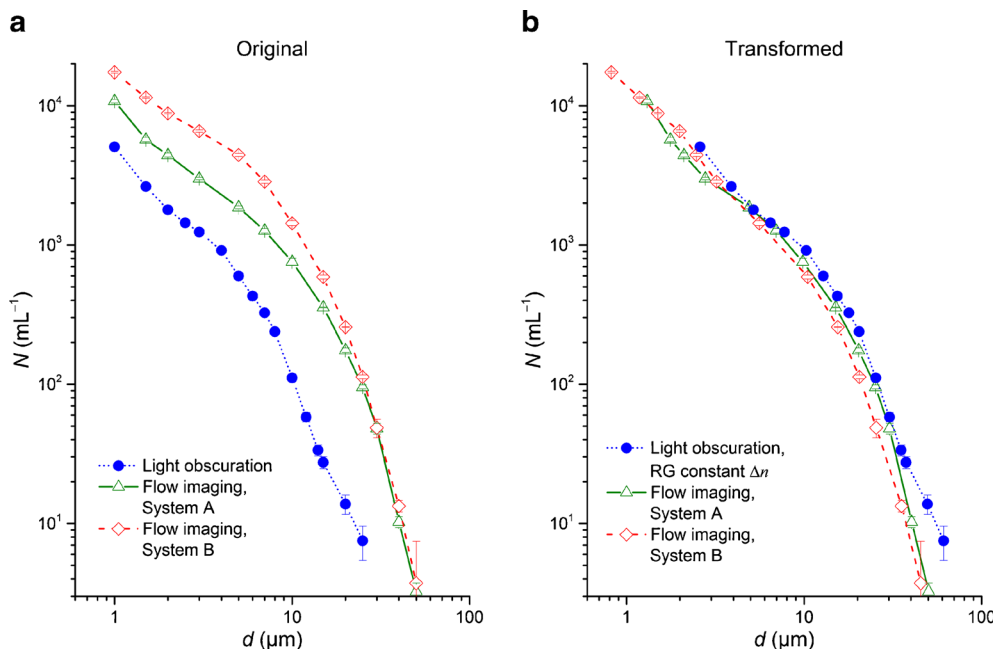 a
Original
10⁴
10³
10²
10¹
N (mL⁻¹)
Light obscuration
Flow imaging,
System A
Flow imaging,
System B
1
10
100
d (µm)
b
Transformed
10⁴
10³
10²
10¹
N (mL⁻¹)
Light obscuration,
RG constant Δn
Flow imaging,
System A
Flow imaging,
System B
1
10
100
d (µm)